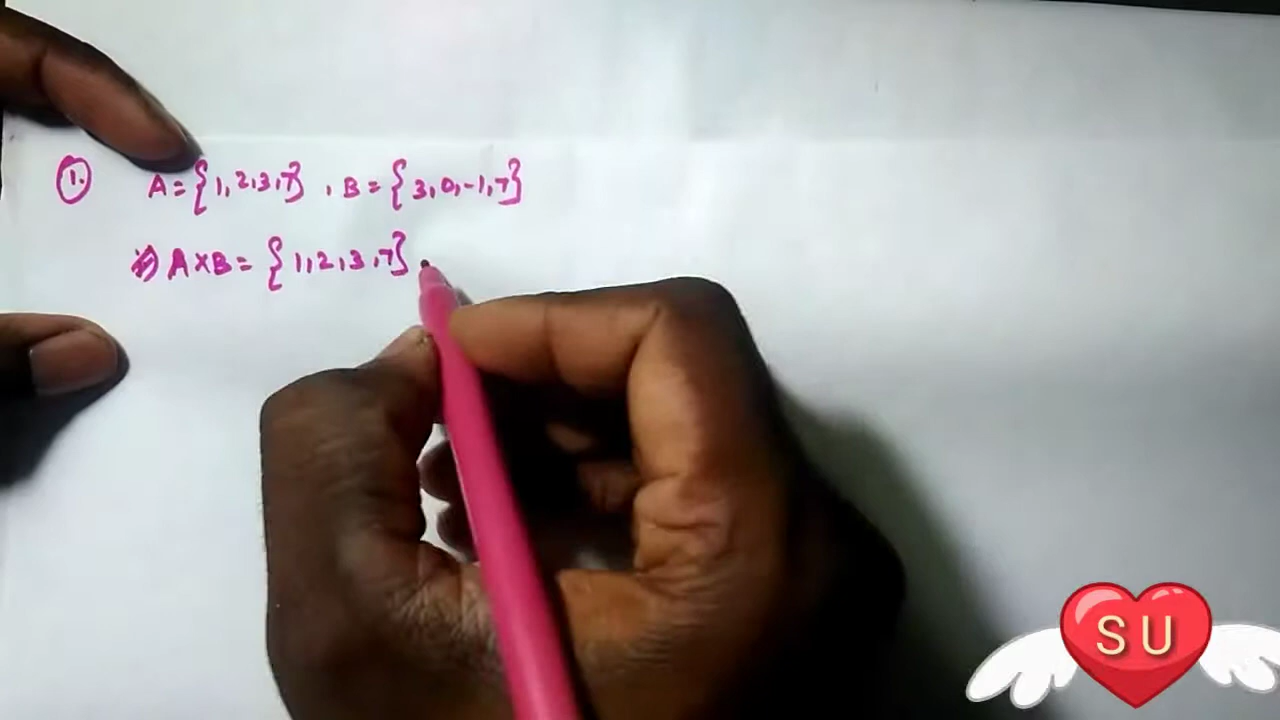 1. A = {1, 2, 3, 7} , B = {3, 0, -1, 7}
A × B = {1, 2, 3, 7}
SU